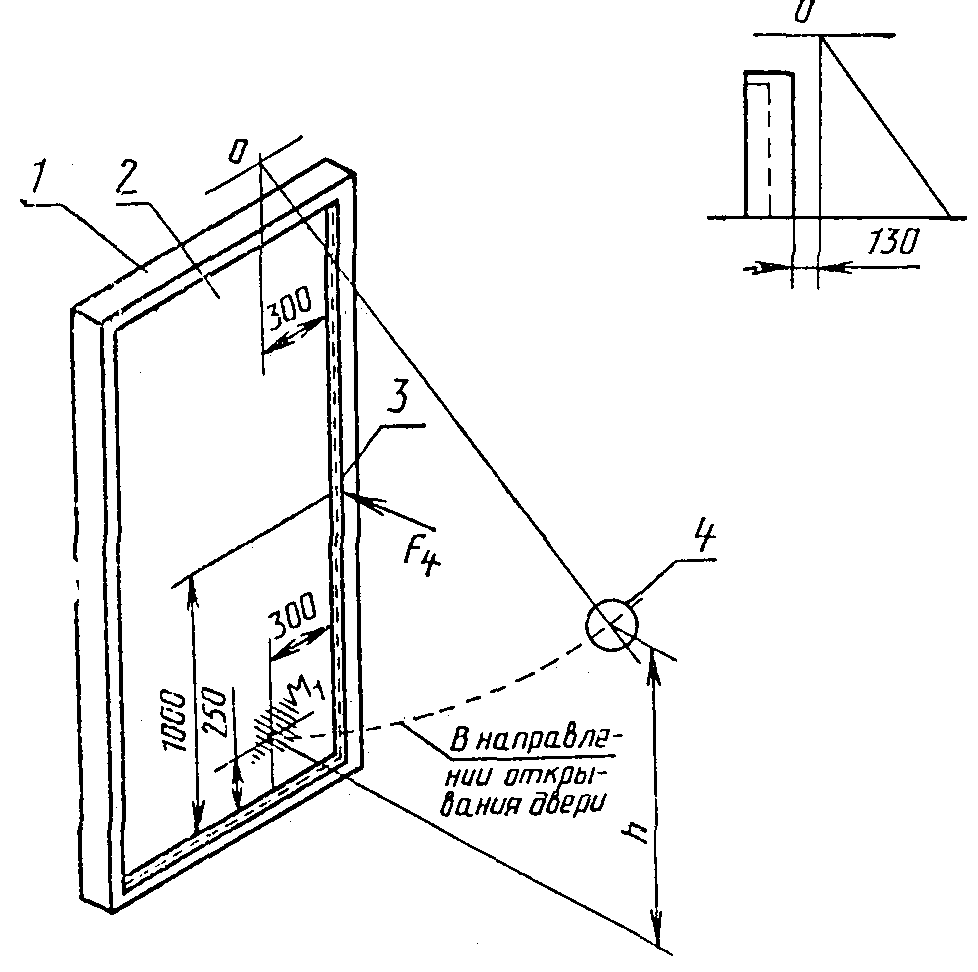 0
130
0
1
2
300
3
F4
4
300
M1
1000
250
В направле-
нии откры-
вания двери
h